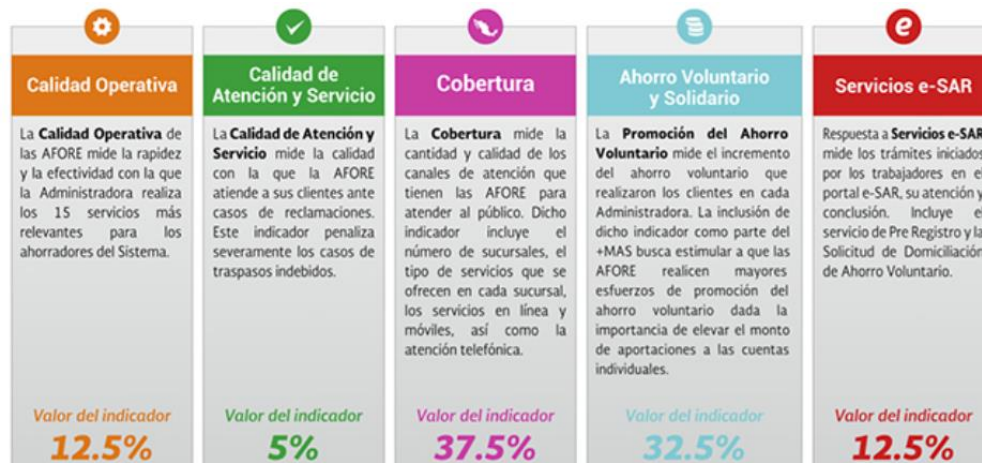 Calidad Operativa
La Calidad Operativa de
las AFORE mide la rapidez
y la efectividad con la que
la Administradora realiza
los 15 servicios más
relevantes para los
ahorradores del Sistema.
Valor del indicador
12.5%
Calidad de
Atención y Servicio
La Calidad de Atención y
Servicio mide la calidad
con la que la AFORE
atiende a sus clientes ante
casos de reclamaciones.
Este indicador penaliza
severamente los casos de
traspasos indebidos.
Valor del indicador
5%
Cobertura
La Cobertura mide la
cantidad y calidad de los
canales de atención que
tienen las AFORE para
atender al público. Dicho
indicador incluye el
número de sucursales, el
tipo de servicios que se
ofrecen en cada sucursal,
los servicios en línea y
móviles, así como la
atención telefónica.
Valor del indicador
37.5%
Ahorro Voluntario
y Solidario
La Promoción del Ahorro
Voluntario mide el incremento
del ahorro voluntario que
realizaron los clientes en cada
Administradora. La inclusión de
dicho indicador como parte del
+MAS busca estimular a que las
AFORE realicen mayores
esfuerzos de promoción del
ahorro voluntario dada la
importancia de elevar el monto
de aportaciones a las cuentas
individuales.
Valor del indicador
32.5%
e
Servicios e-SAR
Respuesta a Servicios e-SAR
mide los trámites iniciados
por los trabajadores en el
portal e-SAR, su atención y
conclusión. Incluye el
servicio de Pre Registro y la
Solicitud de Domiciliación
de Ahorro Voluntario.
Valor del indicador
12.5%